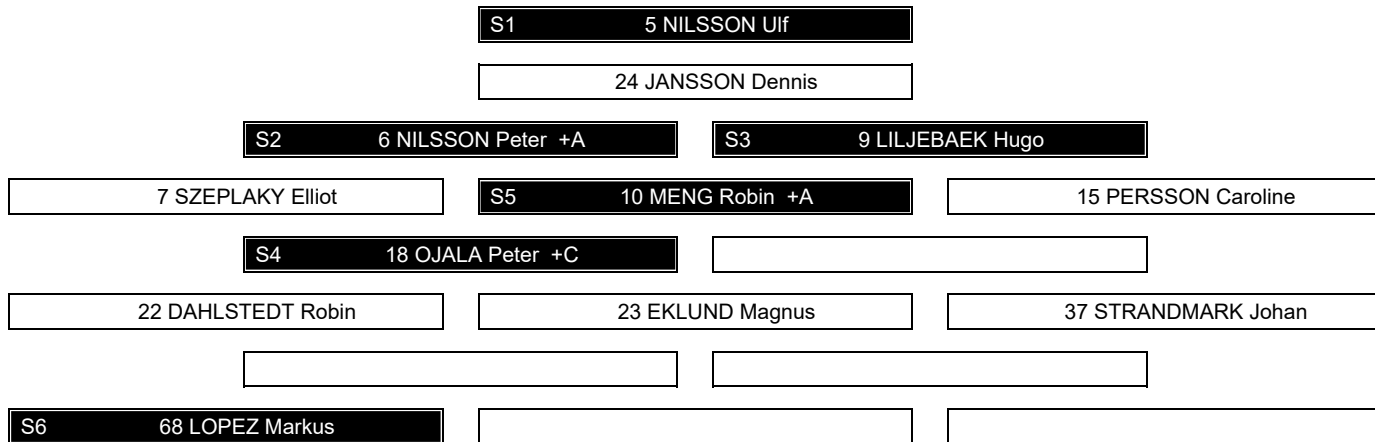 S1 5 NILSSON Ulf
24 JANSSON Dennis
S2 6 NILSSON Peter +A S3 9 LILJEBAEK Hugo
7 SZEPLAKY Elliot S5 10 MENG Robin +A 15 PERSSON Caroline
S4 18 OJALA Peter +C
22 DAHLSTEDT Robin 23 EKLUND Magnus 37 STRANDMARK Johan
S6 68 LOPEZ Markus